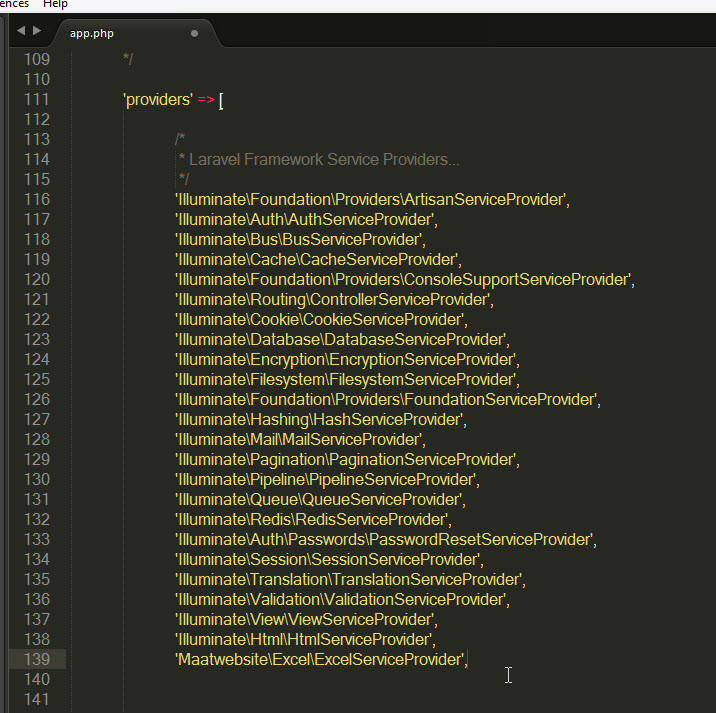 ences Help
app.php
109 */
110
111 'providers' => [
112
113 /*
114 * Laravel Framework Service Providers...
115 */
116 'Illuminate\Foundation\Providers\ArtisanServiceProvider',
117 'Illuminate\Auth\AuthServiceProvider',
118 'Illuminate\Bus\BusServiceProvider',
119 'Illuminate\Cache\CacheServiceProvider',
120 'Illuminate\Foundation\Providers\ConsoleSupportServiceProvider',
121 'Illuminate\Routing\ControllerServiceProvider',
122 'Illuminate\Cookie\CookieServiceProvider',
123 'Illuminate\Database\DatabaseServiceProvider',
124 'Illuminate\Encryption\EncryptionServiceProvider',
125 'Illuminate\Filesystem\FilesystemServiceProvider',
126 'Illuminate\Foundation\Providers\FoundationServiceProvider',
127 'Illuminate\Hashing\HashServiceProvider',
128 'Illuminate\Mail\MailServiceProvider',
129 'Illuminate\Pagination\PaginationServiceProvider',
130 'Illuminate\Pipeline\PipelineServiceProvider',
131 'Illuminate\Queue\QueueServiceProvider',
132 'Illuminate\Redis\RedisServiceProvider',
133 'Illuminate\Auth\Passwords\PasswordResetServiceProvider',
134 'Illuminate\Session\SessionServiceProvider',
135 'Illuminate\Translation\TranslationServiceProvider',
136 'Illuminate\Validation\ValidationServiceProvider',
137 'Illuminate\View\ViewServiceProvider',
138 'Illuminate\Html\HtmlServiceProvider',
139 'Maatwebsite\Excel\ExcelServiceProvider',
140
141